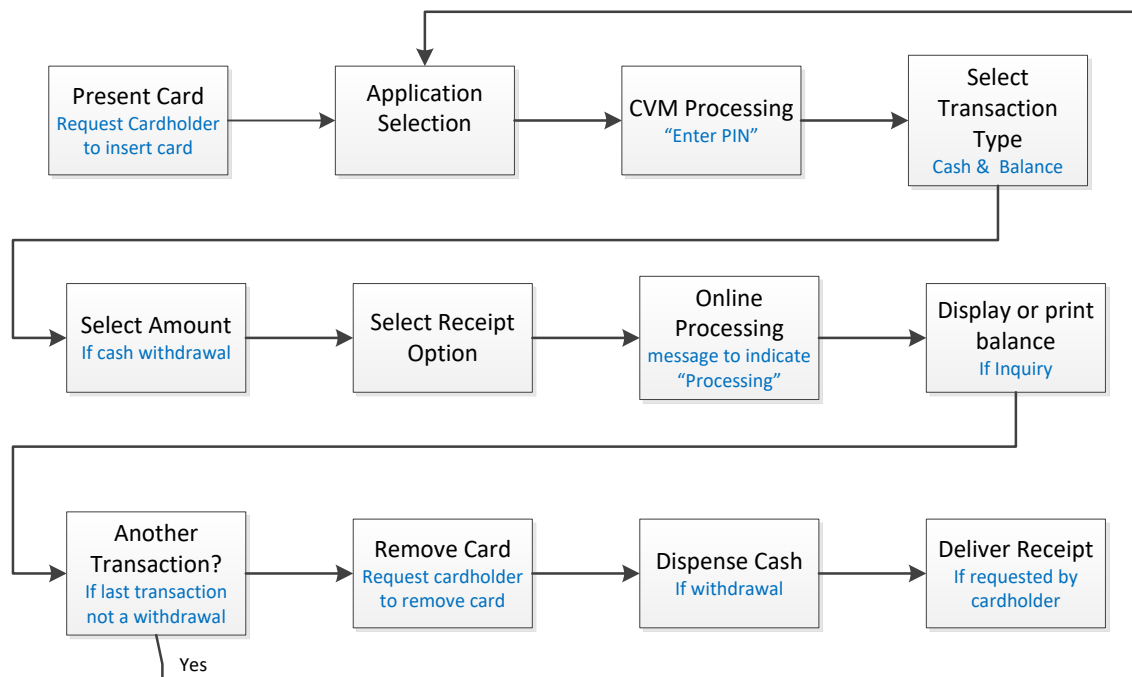 Present Card
Request Cardholder
to insert card
Application
Selection
CVM Processing
“Enter PIN”
Select
Transaction
Type
Cash & Balance
Select Amount
If cash withdrawal
Select Receipt
Option
Online
Processing
message to indicate
“Processing”
Display or print
balance
If Inquiry
Another
Transaction?
If last transaction
not a withdrawal
Remove Card
Request cardholder
to remove card
Dispense Cash
If withdrawal
Deliver Receipt
If requested by
cardholder
Yes